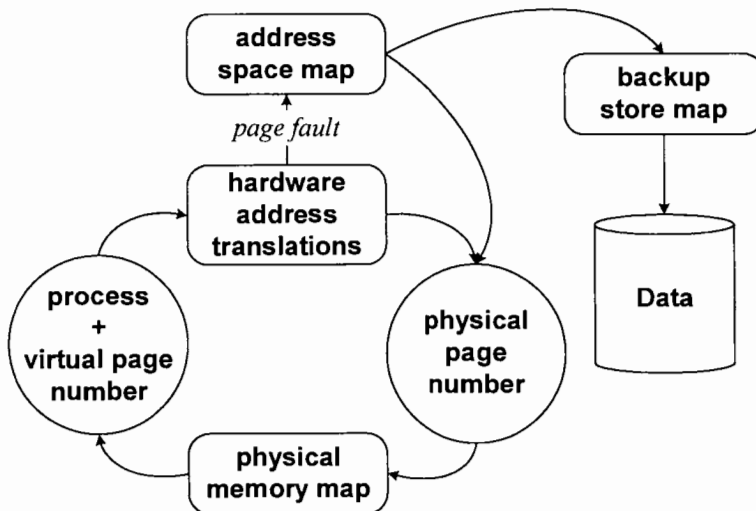 address
space map
backup
store map
page fault
hardware
address
translations
process
+
virtual page
number
physical
page
number
Data
physical
memory map